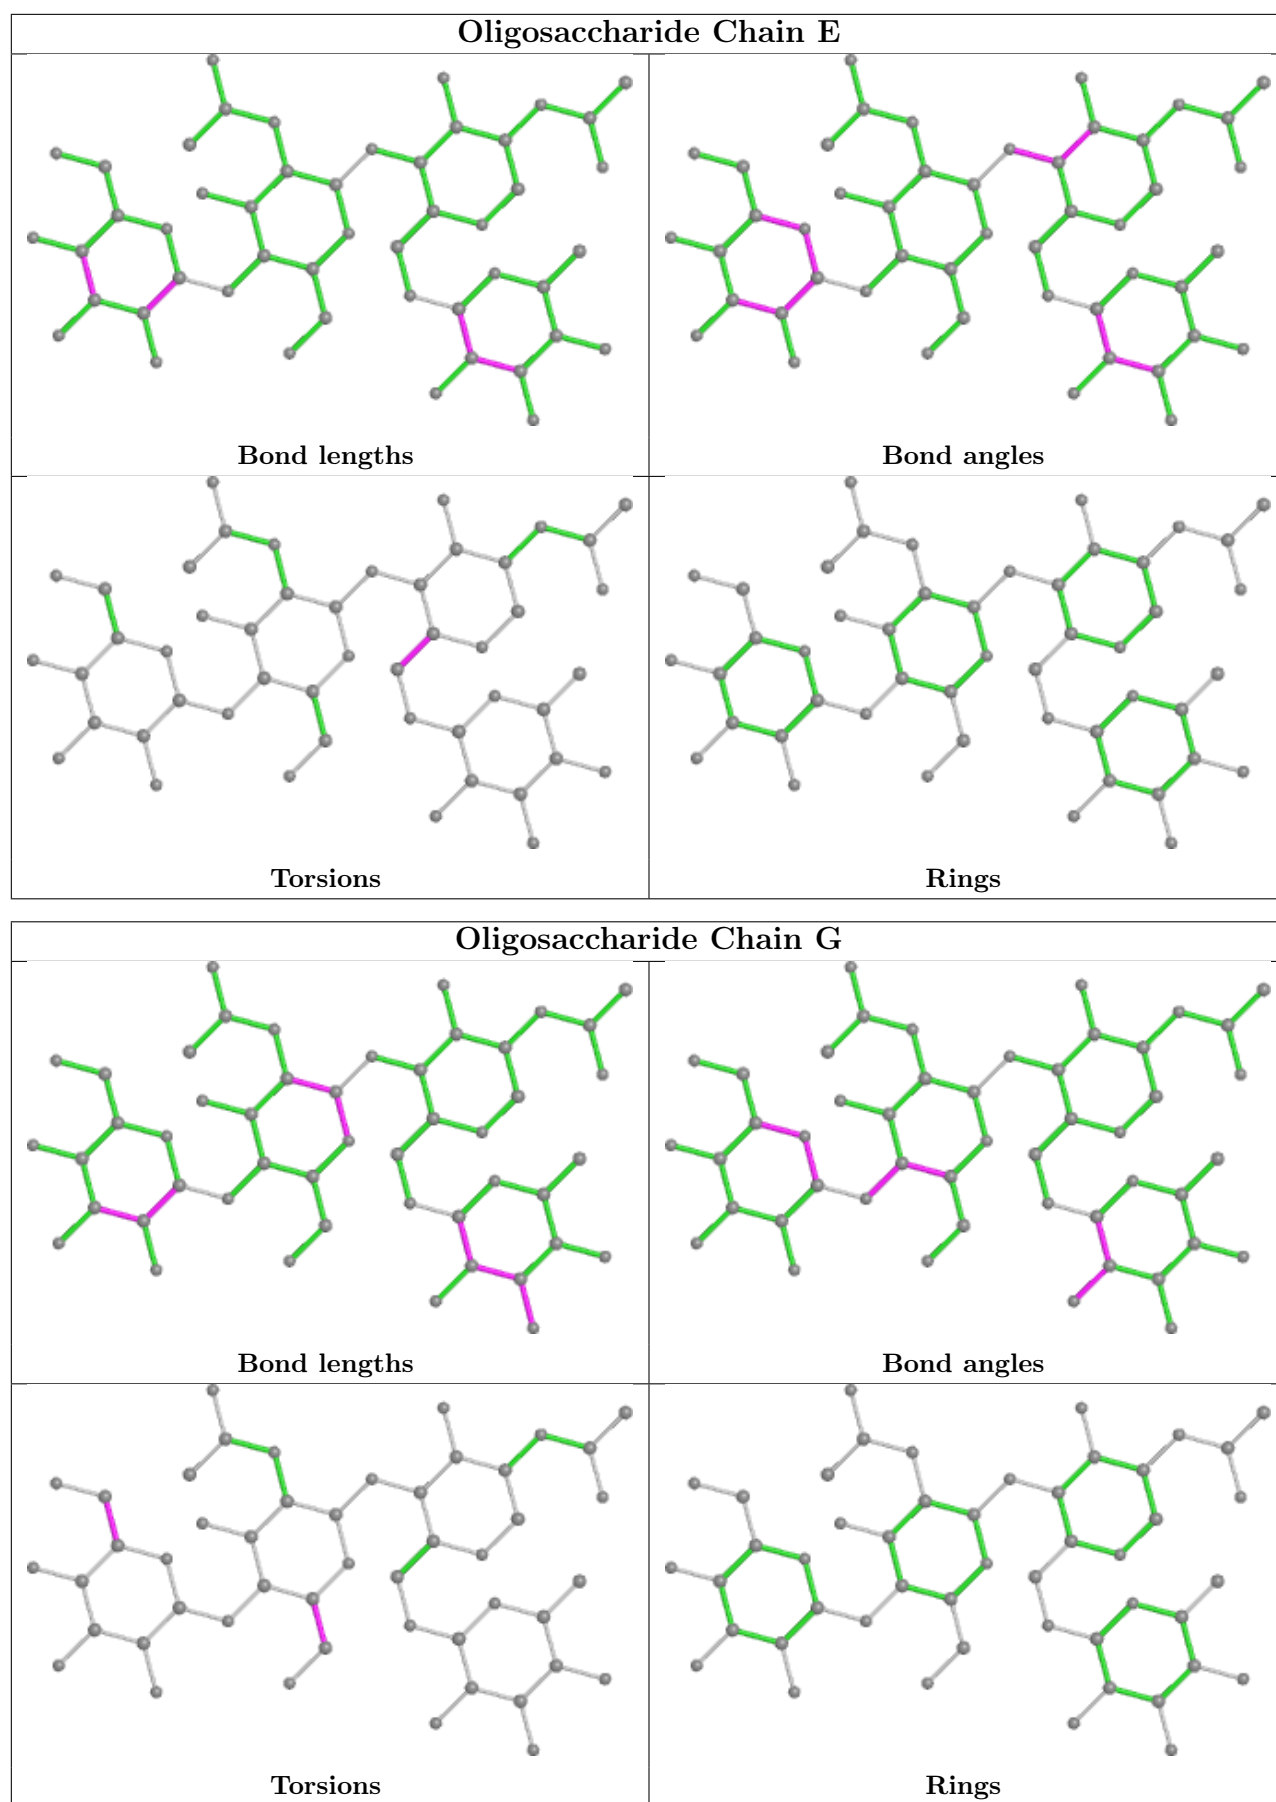 Oligosaccharide Chain E
Bond lengths
Bond angles
Torsions
Rings
Oligosaccharide Chain G
Bond lengths
Bond angles
Torsions
Rings